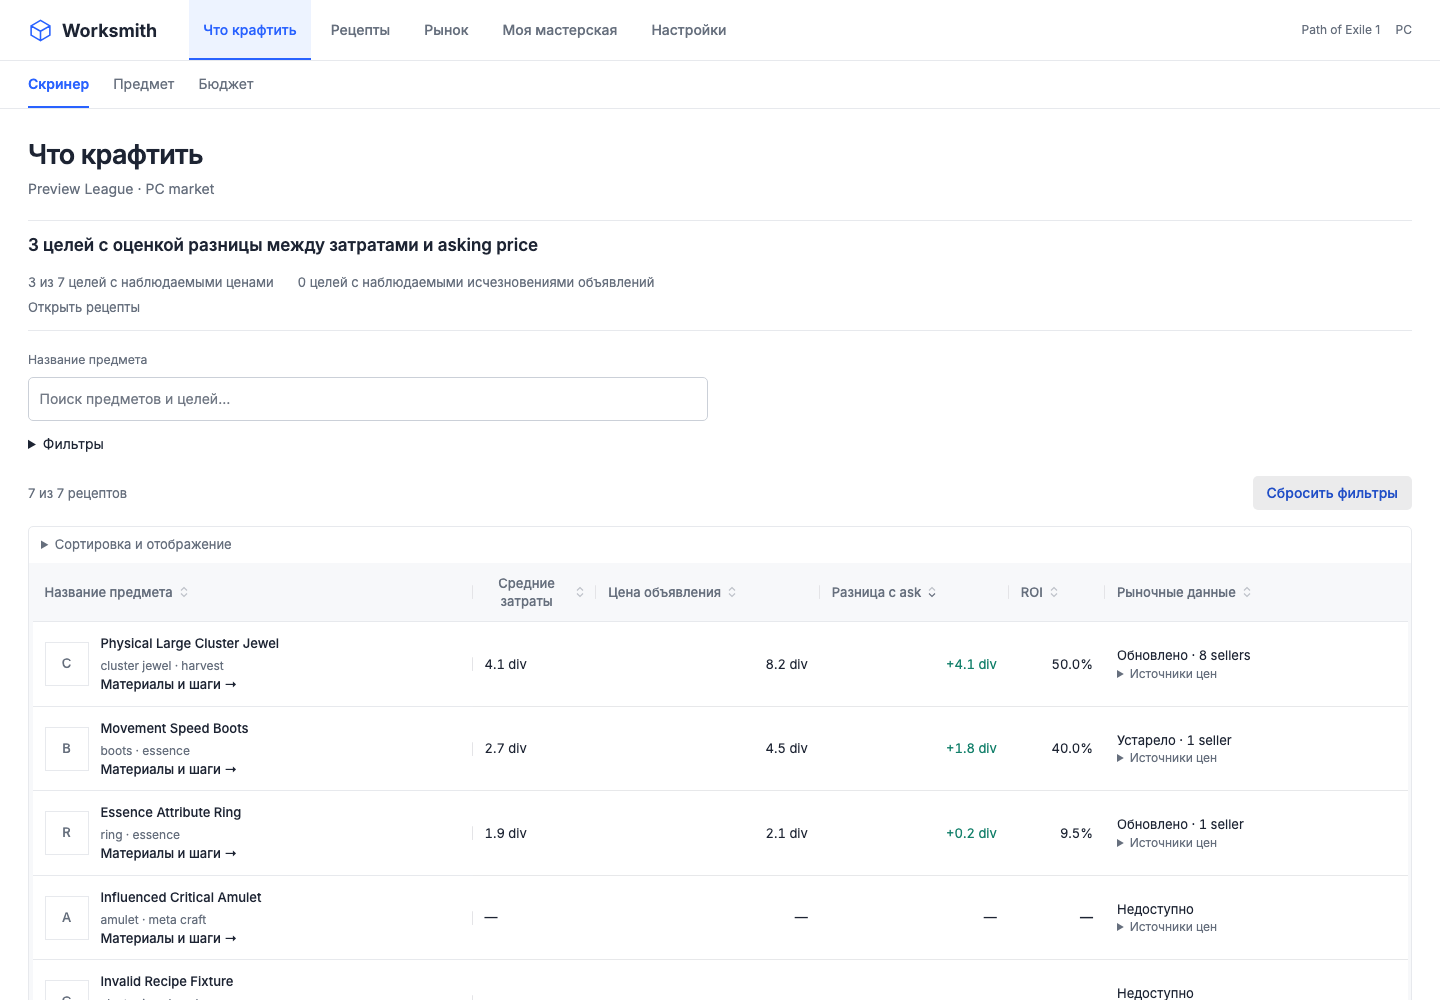 Worksmith
Что крафтить
Рецепты
Рынок
Моя мастерская
Настройки
Path of Exile 1
PC
Скринер
Предмет
Бюджет
Что крафтить
Preview League · PC market
3 целей с оценкой разницы между затратами и asking price
3 из 7 целей с наблюдаемыми ценами
0 целей с наблюдаемыми исчезновениями объявлений
Открыть рецепты
Название предмета
Поиск предметов и целей...
Фильтры
7 из 7 рецептов
Сбросить фильтры
Сортировка и отображение
Название предмета
Средние
затраты
Цена объявления
Разница с ask
ROI
Рыночные данные
C
Physical Large Cluster Jewel
cluster jewel · harvest
Материалы и шаги →
4.1 div
8.2 div
+4.1 div
50.0%
Обновлено · 8 sellers
Источники цен
B
Movement Speed Boots
boots · essence
Материалы и шаги →
2.7 div
4.5 div
+1.8 div
40.0%
Устарело · 1 seller
Источники цен
R
Essence Attribute Ring
ring · essence
Материалы и шаги →
1.9 div
2.1 div
+0.2 div
9.5%
Обновлено · 1 seller
Источники цен
A
Influenced Critical Amulet
amulet · meta craft
Материалы и шаги →
—
—
—
—
Недоступно
Источники цен
Invalid Recipe Fixture
Недоступно